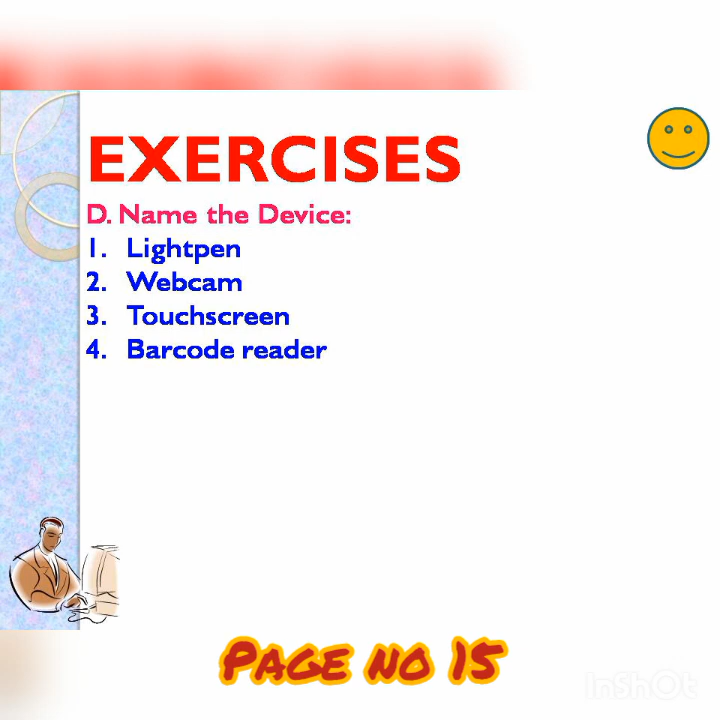 EXERCISES
D. Name the Device:
1. Lightpen
2. Webcam
3. Touchscreen
4. Barcode reader
PAGE NO 15
InShOt